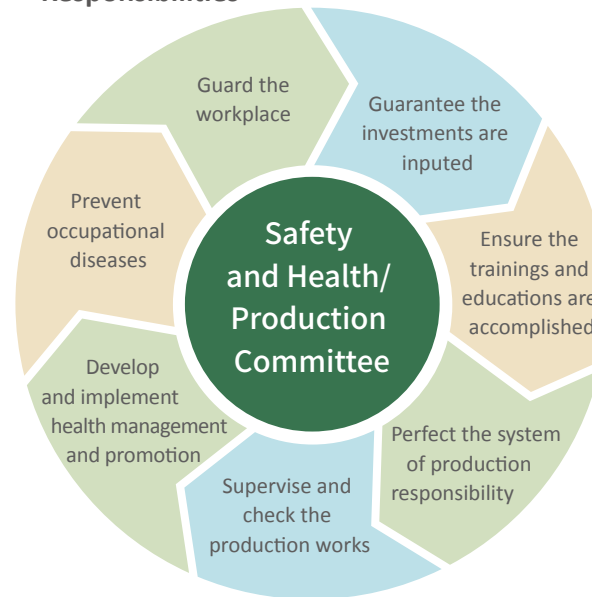 Responsibilities
Guard the
workplace
Guarantee the
investments are
inputed
Ensure the
trainings and
educations are
accomplished
Perfect the system
of production
responsibility
Supervise and
check the
production works
Develop
and implement
health management
and promotion
Prevent
occupational
diseases
Safety
and Health/
Production
Committee